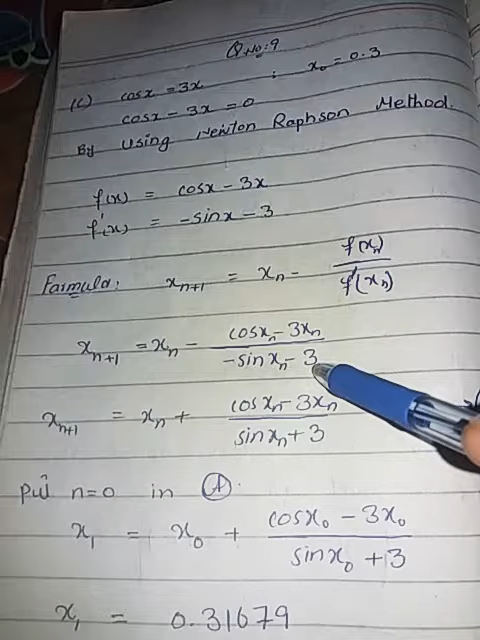 Q No:9
(c) cosx = 3x ; x₀ = 0.3
cosx - 3x = 0
By using Newton Raphson Method.
f(x) = cosx - 3x
f'(x) = -sinx - 3
Formula: xₙ₊₁ = xₙ - f(xₙ)/f'(xₙ)
xₙ₊₁ = xₙ - (cosxₙ - 3xₙ)/(-sinxₙ - 3)
xₙ₊₁ = xₙ + (cosxₙ - 3xₙ)/(sinxₙ + 3)
Put n=0 in Ⓐ.
x₁ = x₀ + (cosx₀ - 3x₀)/(sinx₀ + 3)
x₁ = 0.31679